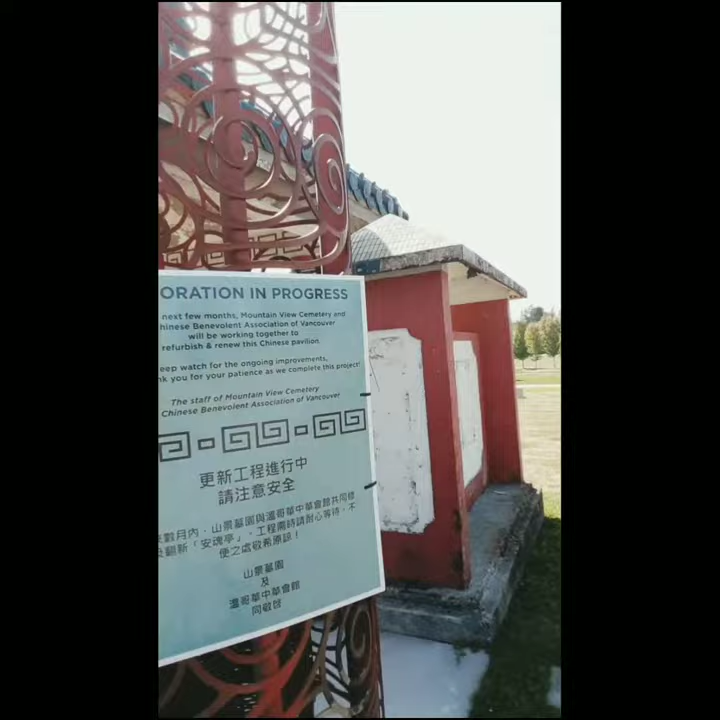 ORATION IN PROGRESS
next few months, Mountain View Cemetery and
hinese Benevolent Association of Vancouver
will be working together to
refurbish & renew this Chinese pavilion.
eep watch for the ongoing improvements,
nk you for your patience as we complete this project.
The staff of Mountain View Cemetery
Chinese Benevolent Association of Vancouver
更新工程進行中
請注意安全
數月內、山景墓園與溫哥華中華會館共同修
翻新「安魂亭」。工程需時請耐心等待。不
便之處敬希原諒！
山景墓園
及
溫哥華中華會館
同敬啓